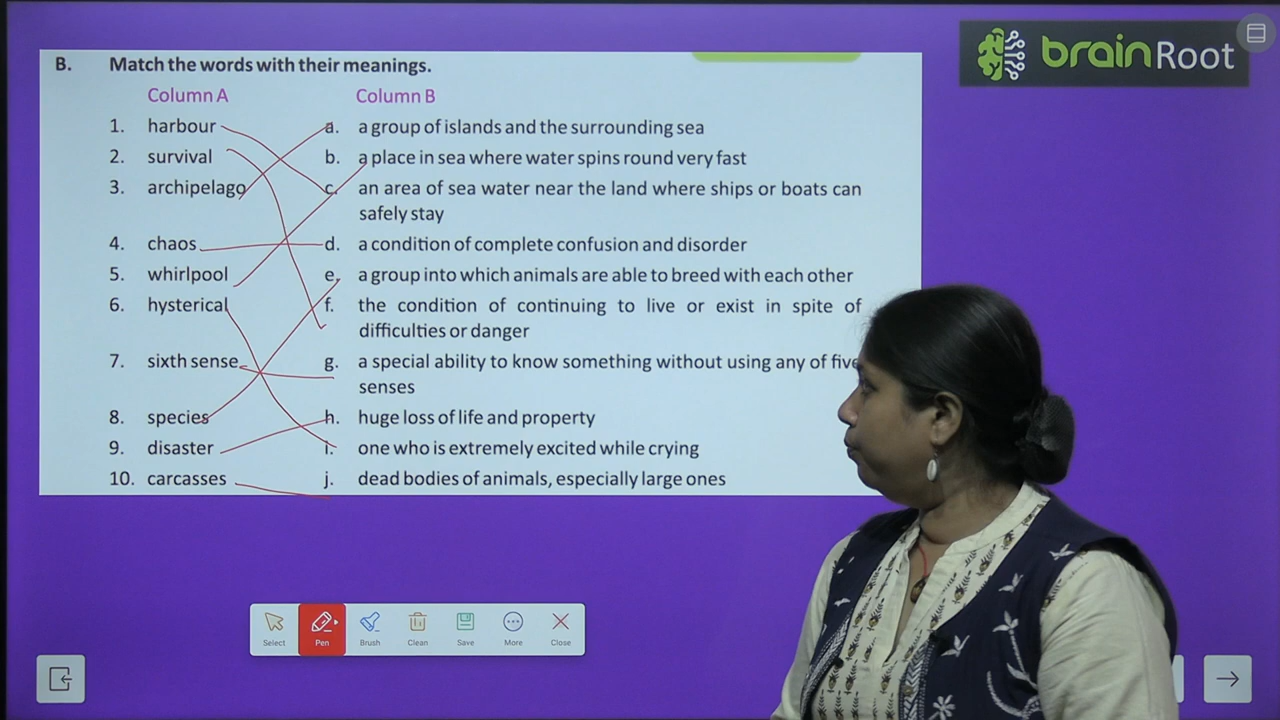 brainRoot
B. Match the words with their meanings.
Column A Column B
1. harbour a. a group of islands and the surrounding sea
2. survival b. a place in sea where water spins round very fast
3. archipelago c. an area of sea water near the land where ships or boats can
safely stay
4. chaos d. a condition of complete confusion and disorder
5. whirlpool e. a group into which animals are able to breed with each other
6. hysterical f. the condition of continuing to live or exist in spite of
difficulties or danger
7. sixth sense g. a special ability to know something without using any of five
senses
8. species h. huge loss of life and property
9. disaster i. one who is extremely excited while crying
10. carcasses j. dead bodies of animals, especially large ones
Select Pen Brush Clean Save More Close